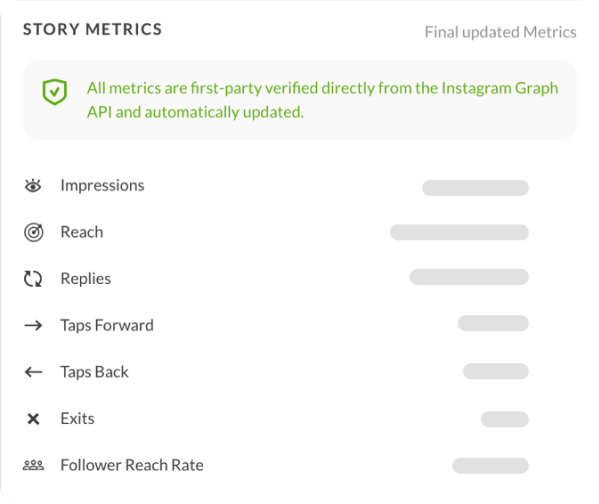 STORY METRICS
Final updated Metrics
All metrics are first-party verified directly from the Instagram Graph
API and automatically updated.
Impressions
Reach
Replies
Taps Forward
Taps Back
Exits
Follower Reach Rate